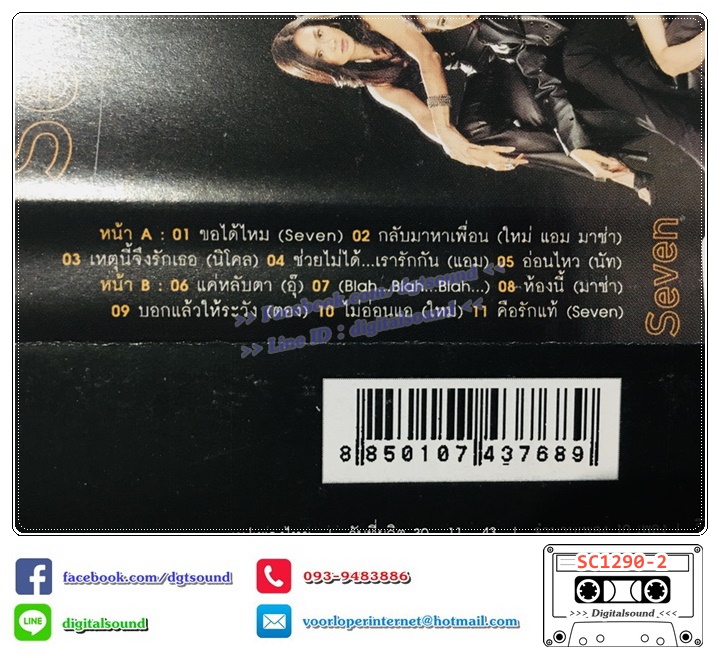 Se
Seven
หน้า A : 01 ขอได้ไหม (Seven) 02 กลับมาหาเพื่อน (ใหม่ แอม มาช่า)
03 เหตุนี้จึงรักเธอ (นิโคล) 04 ช่วยไม่ได้...เรารักกัน (แอม) 05 อ่อนไหว (นัท)
หน้า B : 06 แค่หลับตา (อุ๊) 07 (Blah...Blah...Blah...) 08 ห้องนี้ (มาช่า)
09 บอกแล้วให้ระวัง (ตอง) 10 ไม่อ่อนแอ (ใหม่) 11 คือรักแท้ (Seven)
>> Facebook.com/dgtsound <<
>> Line ID : digitalsound <<
8 850107 437689
facebook.com/dgtsound
093-9483886
LINE
digitalsound
voorloperinternet@hotmail.com
SC1290-2
>>> Digitalsound <<<